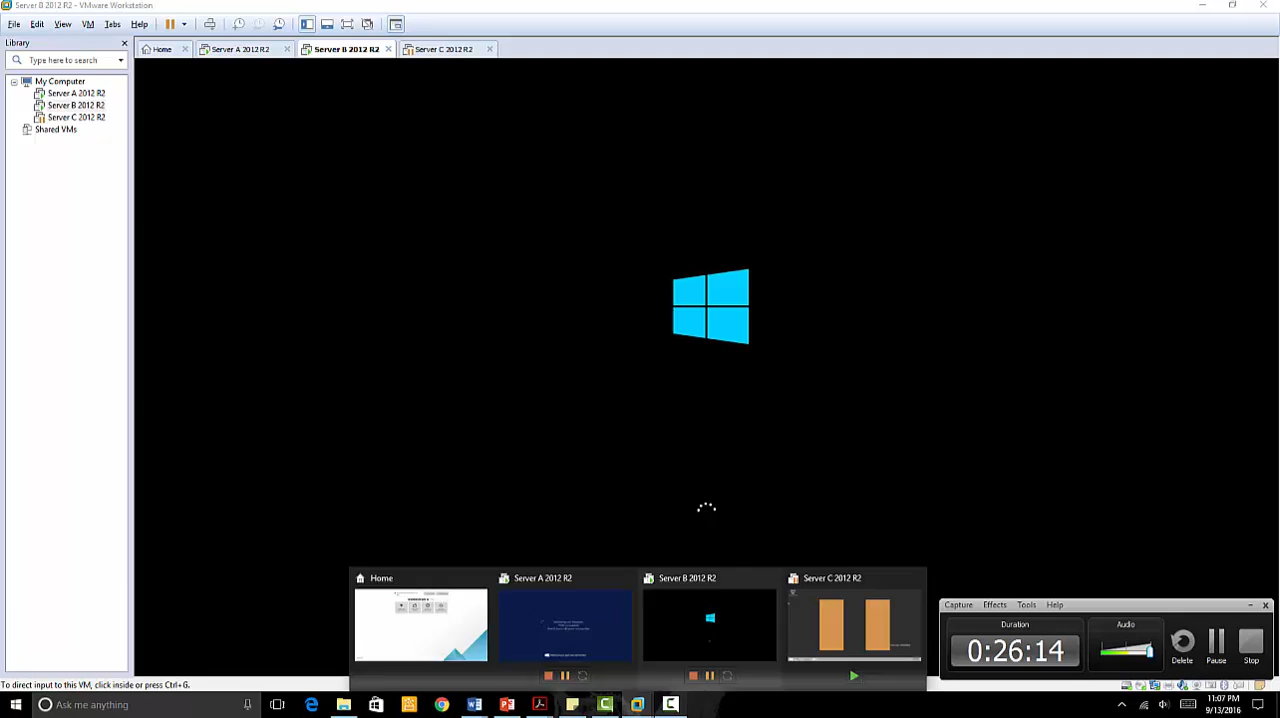 Server B 2012 R2 - VMware Workstation
File Edit View VM Tabs Help
Library
Type here to search
My Computer
Server A 2012 R2
Server B 2012 R2
Server C 2012 R2
Shared VMs
Home
Server A 2012 R2
Server B 2012 R2
Server C 2012 R2
Home
Server A 2012 R2
Server B 2012 R2
Server C 2012 R2
Capture Effects Tools Help
Duration
0:26:14
Audio
Delete
Pause
Stop
To direct input to this VM, click inside or press Ctrl+G.
Ask me anything
11:07 PM
9/13/2016